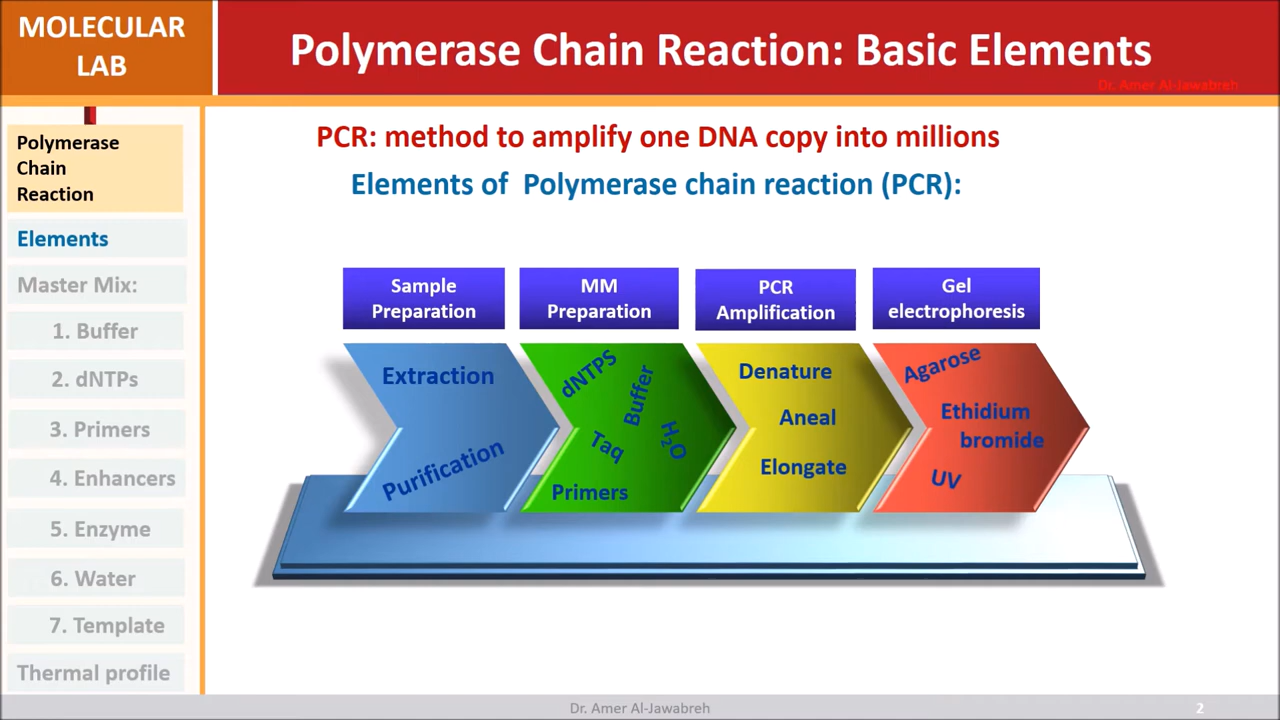 MOLECULAR
LAB
Polymerase Chain Reaction: Basic Elements
Dr. Amer Al-Jawabreh
Polymerase
Chain
Reaction
Elements
Master Mix:
1. Buffer
2. dNTPs
3. Primers
4. Enhancers
5. Enzyme
6. Water
7. Template
Thermal profile
PCR: method to amplify one DNA copy into millions
Elements of Polymerase chain reaction (PCR):
Sample
Preparation
MM
Preparation
PCR
Amplification
Gel
electrophoresis
Extraction
Purification
dNTPS
Buffer
Taq
H₂O
Primers
Denature
Aneal
Elongate
Agarose
Ethidium
bromide
UV
Dr. Amer Al-Jawabreh
2